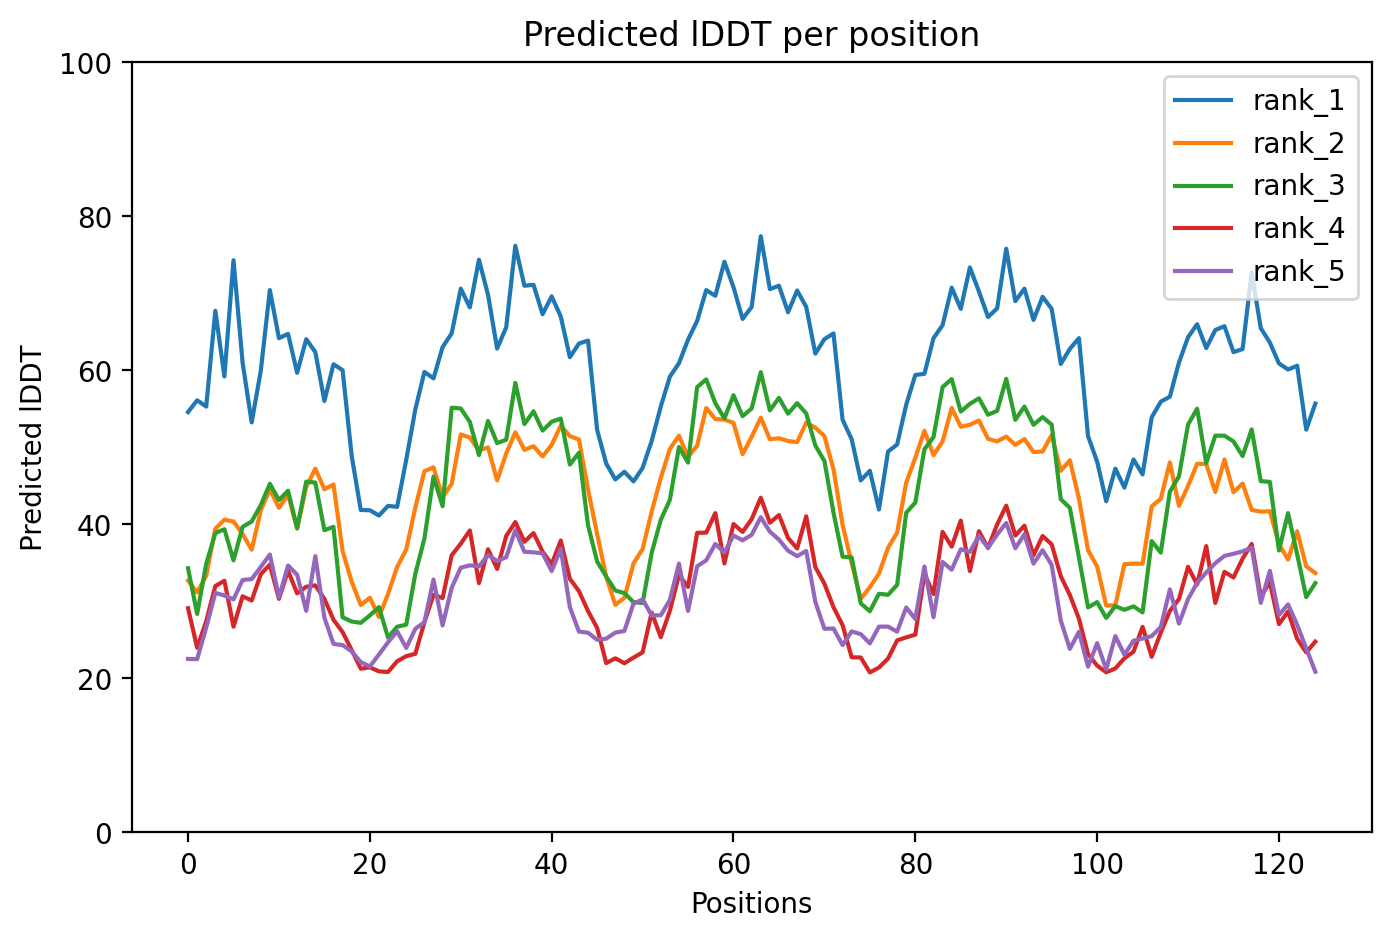 Predicted lDDT per position
Predicted lDDT
100
80
60
40
20
0
0 20 40 60 80 100 120
Positions
rank_1
rank_2
rank_3
rank_4
rank_5